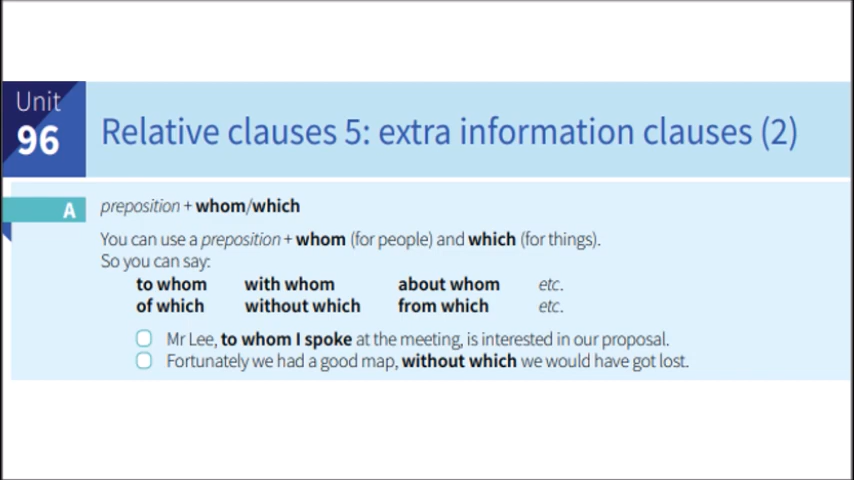 Unit
96
Relative clauses 5: extra information clauses (2)
A
preposition + whom/which
You can use a preposition + whom (for people) and which (for things).
So you can say:
to whom with whom about whom etc.
of which without which from which etc.
Mr Lee, to whom I spoke at the meeting, is interested in our proposal.
Fortunately we had a good map, without which we would have got lost.